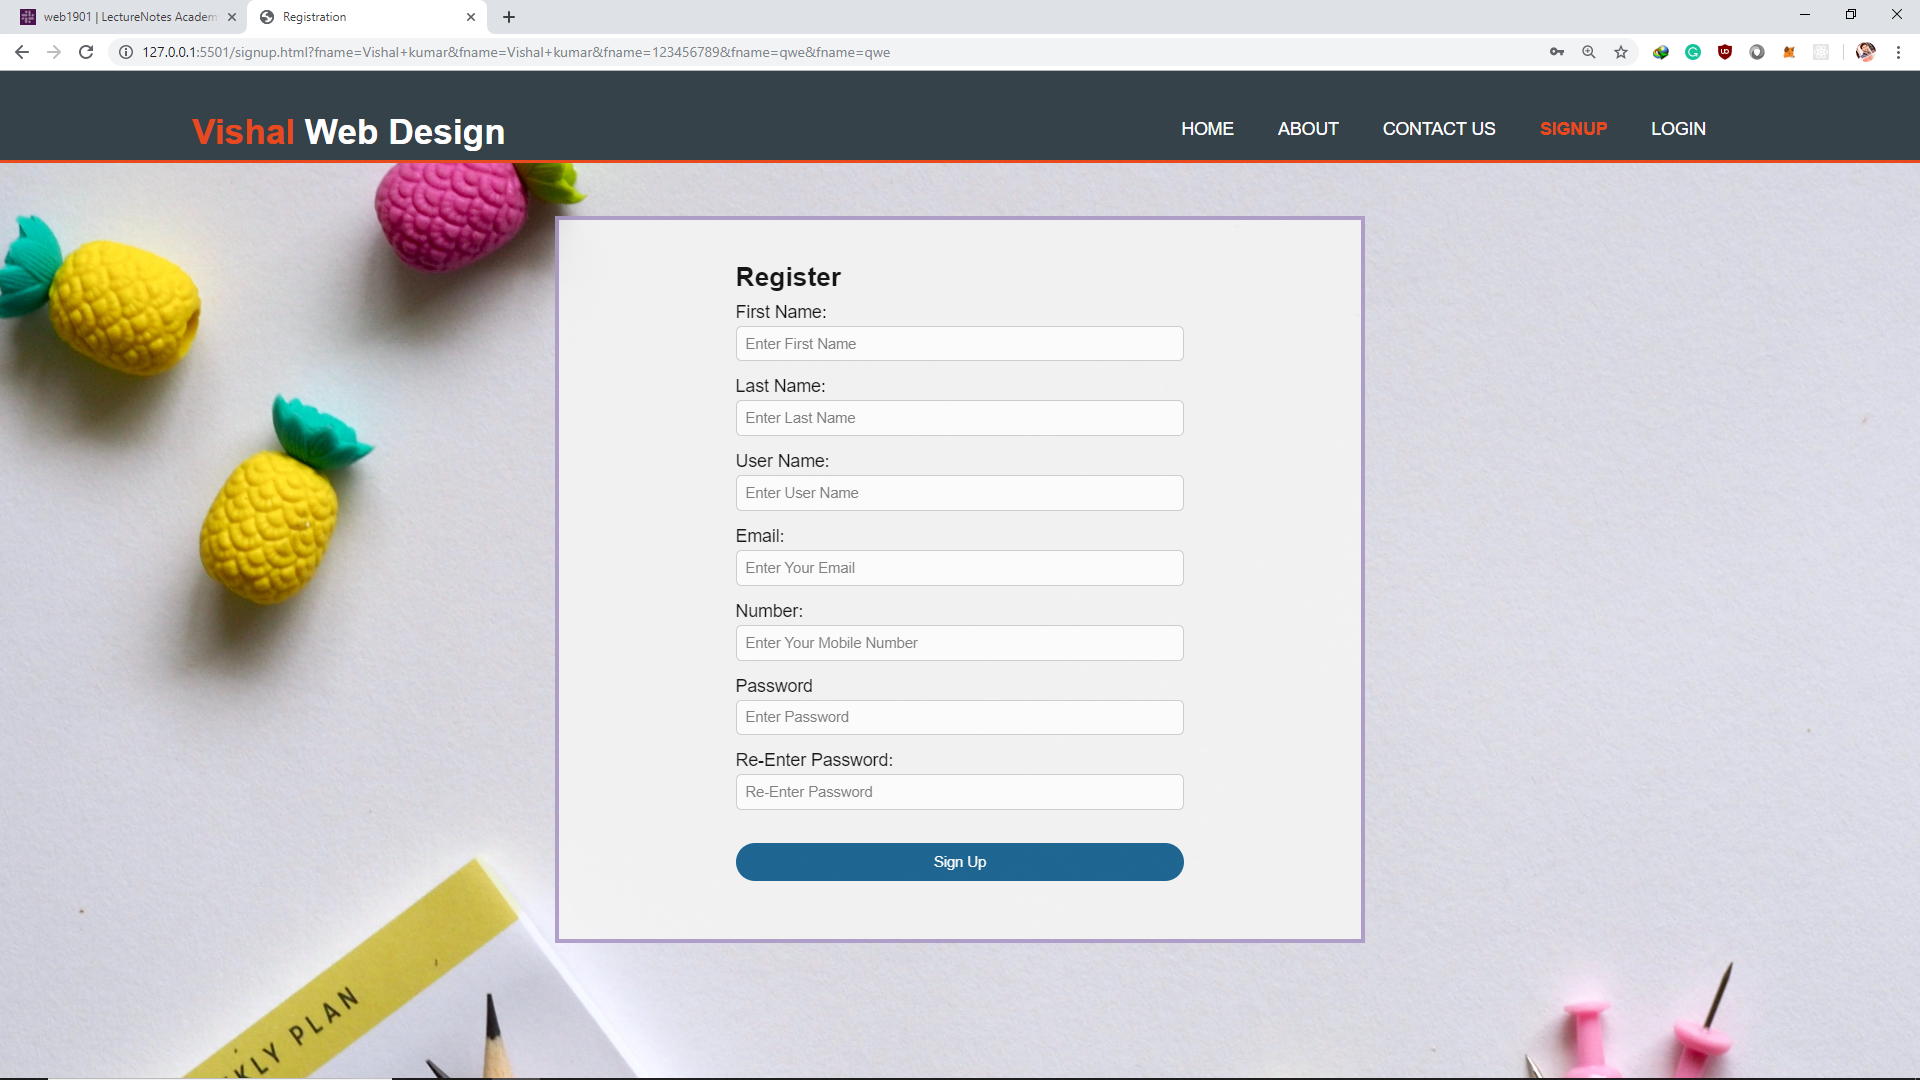 web1901 | LectureNotes Academ
Registration
127.0.0.1:5501/signup.html?fname=Vishal+kumar&fname=Vishal+kumar&fname=123456789&fname=qwe&fname=qwe
Vishal Web Design
HOME ABOUT CONTACT US SIGNUP LOGIN
Register
First Name:
Enter First Name
Last Name:
Enter Last Name
User Name:
Enter User Name
Email:
Enter Your Email
Number:
Enter Your Mobile Number
Password
Enter Password
Re-Enter Password:
Re-Enter Password
Sign Up
KLY PLAN